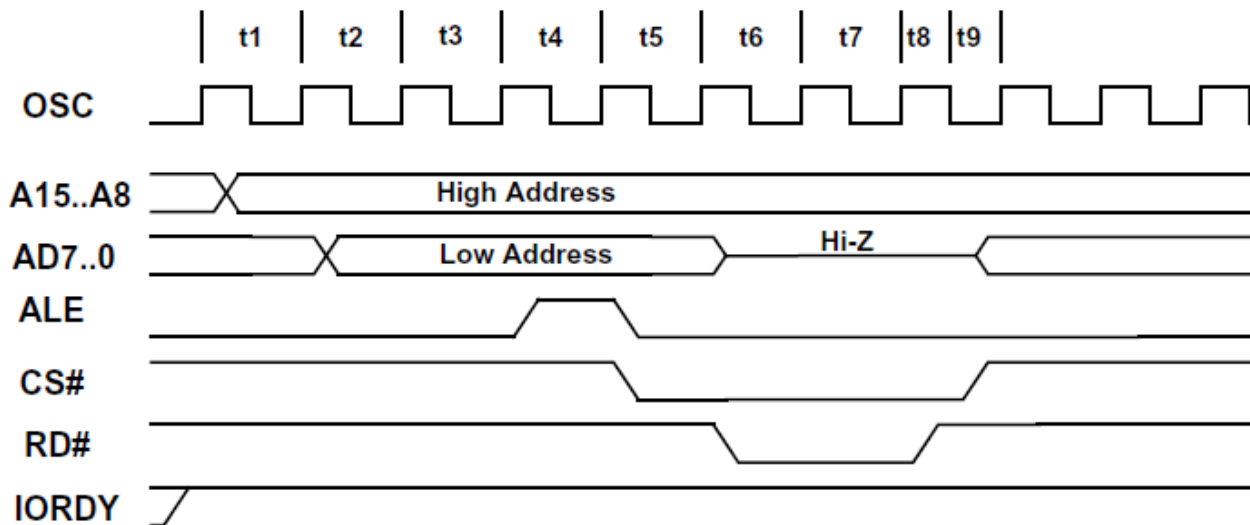 t1 t2 t3 t4 t5 t6 t7 t8 t9
OSC
A15..A8 High Address
AD7..0 Low Address Hi-Z
ALE
CS#
RD#
IORDY